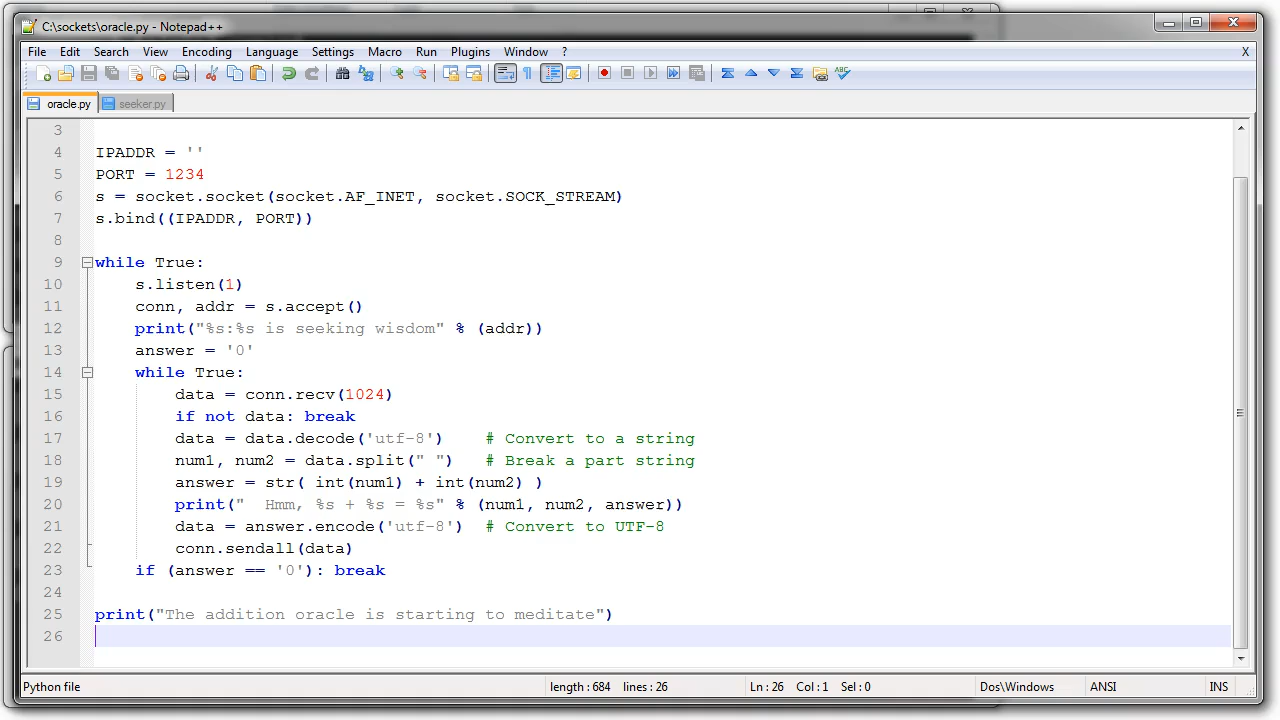 C:\sockets\oracle.py - Notepad++
File Edit Search View Encoding Language Settings Macro Run Plugins Window ? X
oracle.py seeker.py
3
4 IPADDR = ''
5 PORT = 1234
6 s = socket.socket(socket.AF_INET, socket.SOCK_STREAM)
7 s.bind((IPADDR, PORT))
8
9 while True:
10 s.listen(1)
11 conn, addr = s.accept()
12 print("%s:%s is seeking wisdom" % (addr))
13 answer = '0'
14 while True:
15 data = conn.recv(1024)
16 if not data: break
17 data = data.decode('utf-8') # Convert to a string
18 num1, num2 = data.split(" ") # Break a part string
19 answer = str( int(num1) + int(num2) )
20 print("  Hmm, %s + %s = %s" % (num1, num2, answer))
21 data = answer.encode('utf-8') # Convert to UTF-8
22 conn.sendall(data)
23 if (answer == '0'): break
24
25 print("The addition oracle is starting to meditate")
26
Python file length : 684 lines : 26 Ln : 26 Col : 1 Sel : 0 Dos\Windows ANSI INS